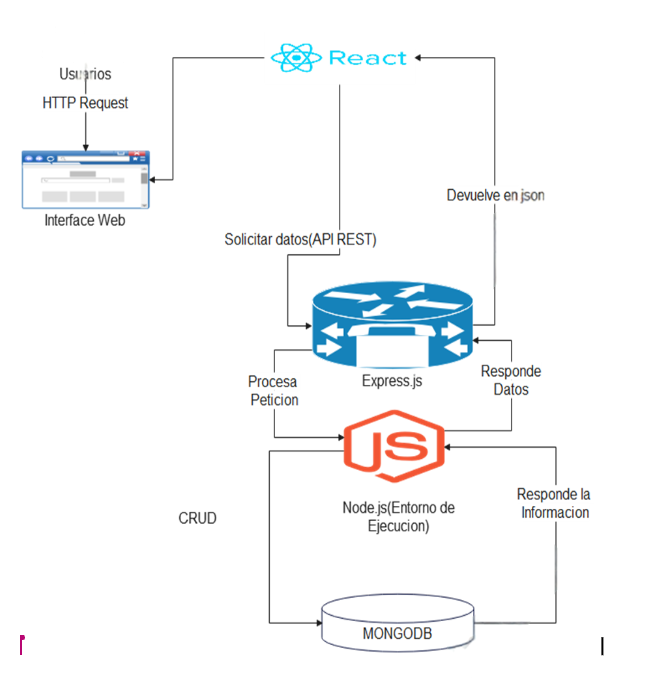 React
Usuarios
HTTP Request
Interface Web
Devuelve en json
Solicitar datos(API REST)
Express.js
Procesa
Peticion
Responde
Datos
JS
Node.js(Entorno de
Ejecucion)
CRUD
Responde la
Informacion
MONGODB